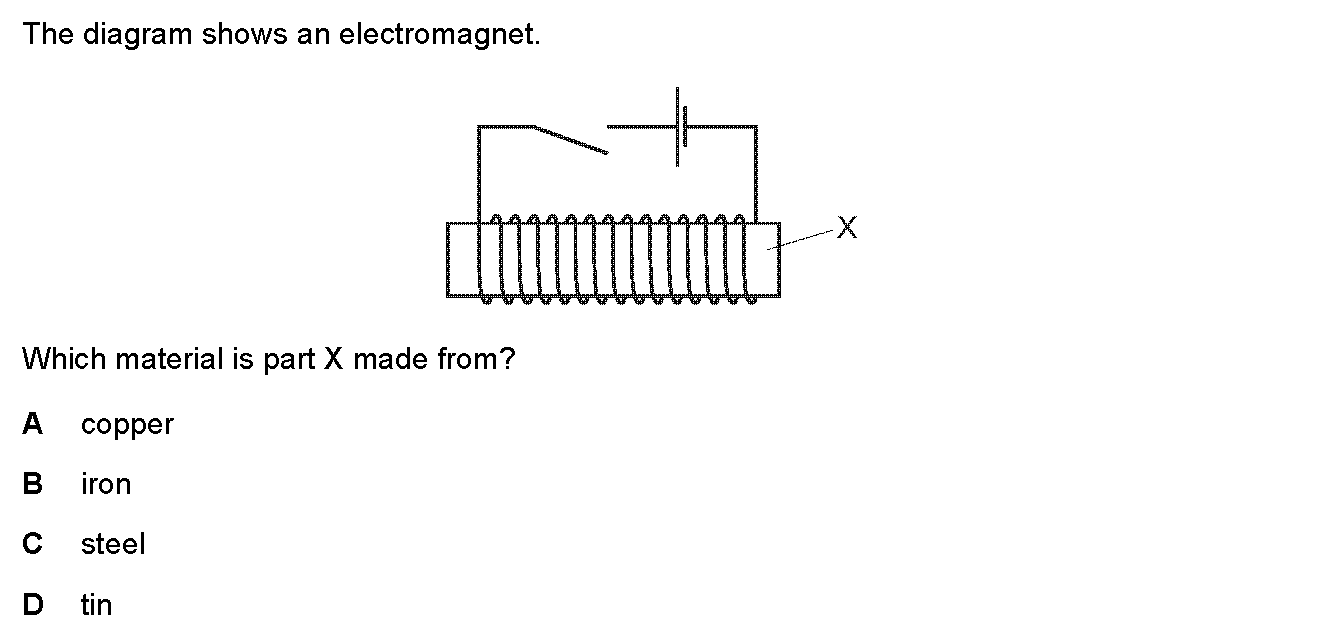 The diagram shows an electromagnet.
X
Which material is part X made from?
A copper
B iron
C steel
D tin